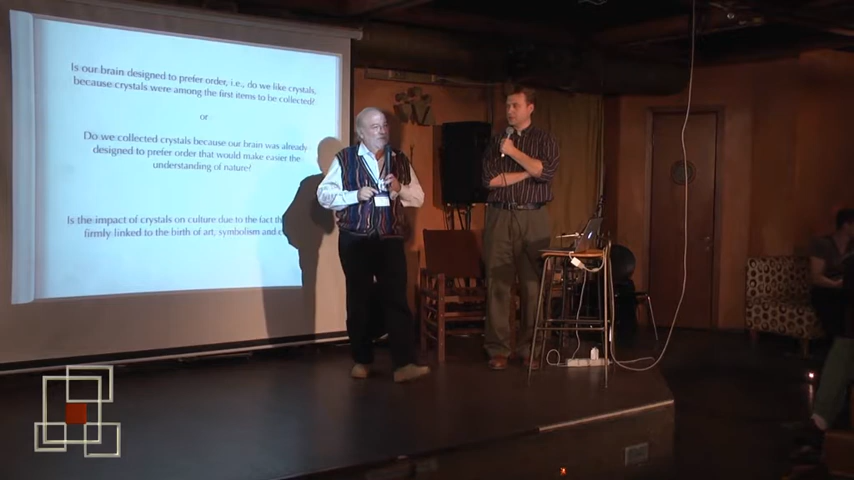 Is our brain designed to prefer order, i.e., do we like crystals,
because crystals were among the first items to be collected?
or
Do we collected crystals because our brain was already
designed to prefer order that would make easier the
understanding of nature?
Is the impact of crystals on culture due to the fact
firmly linked to the birth of art, symbolism and